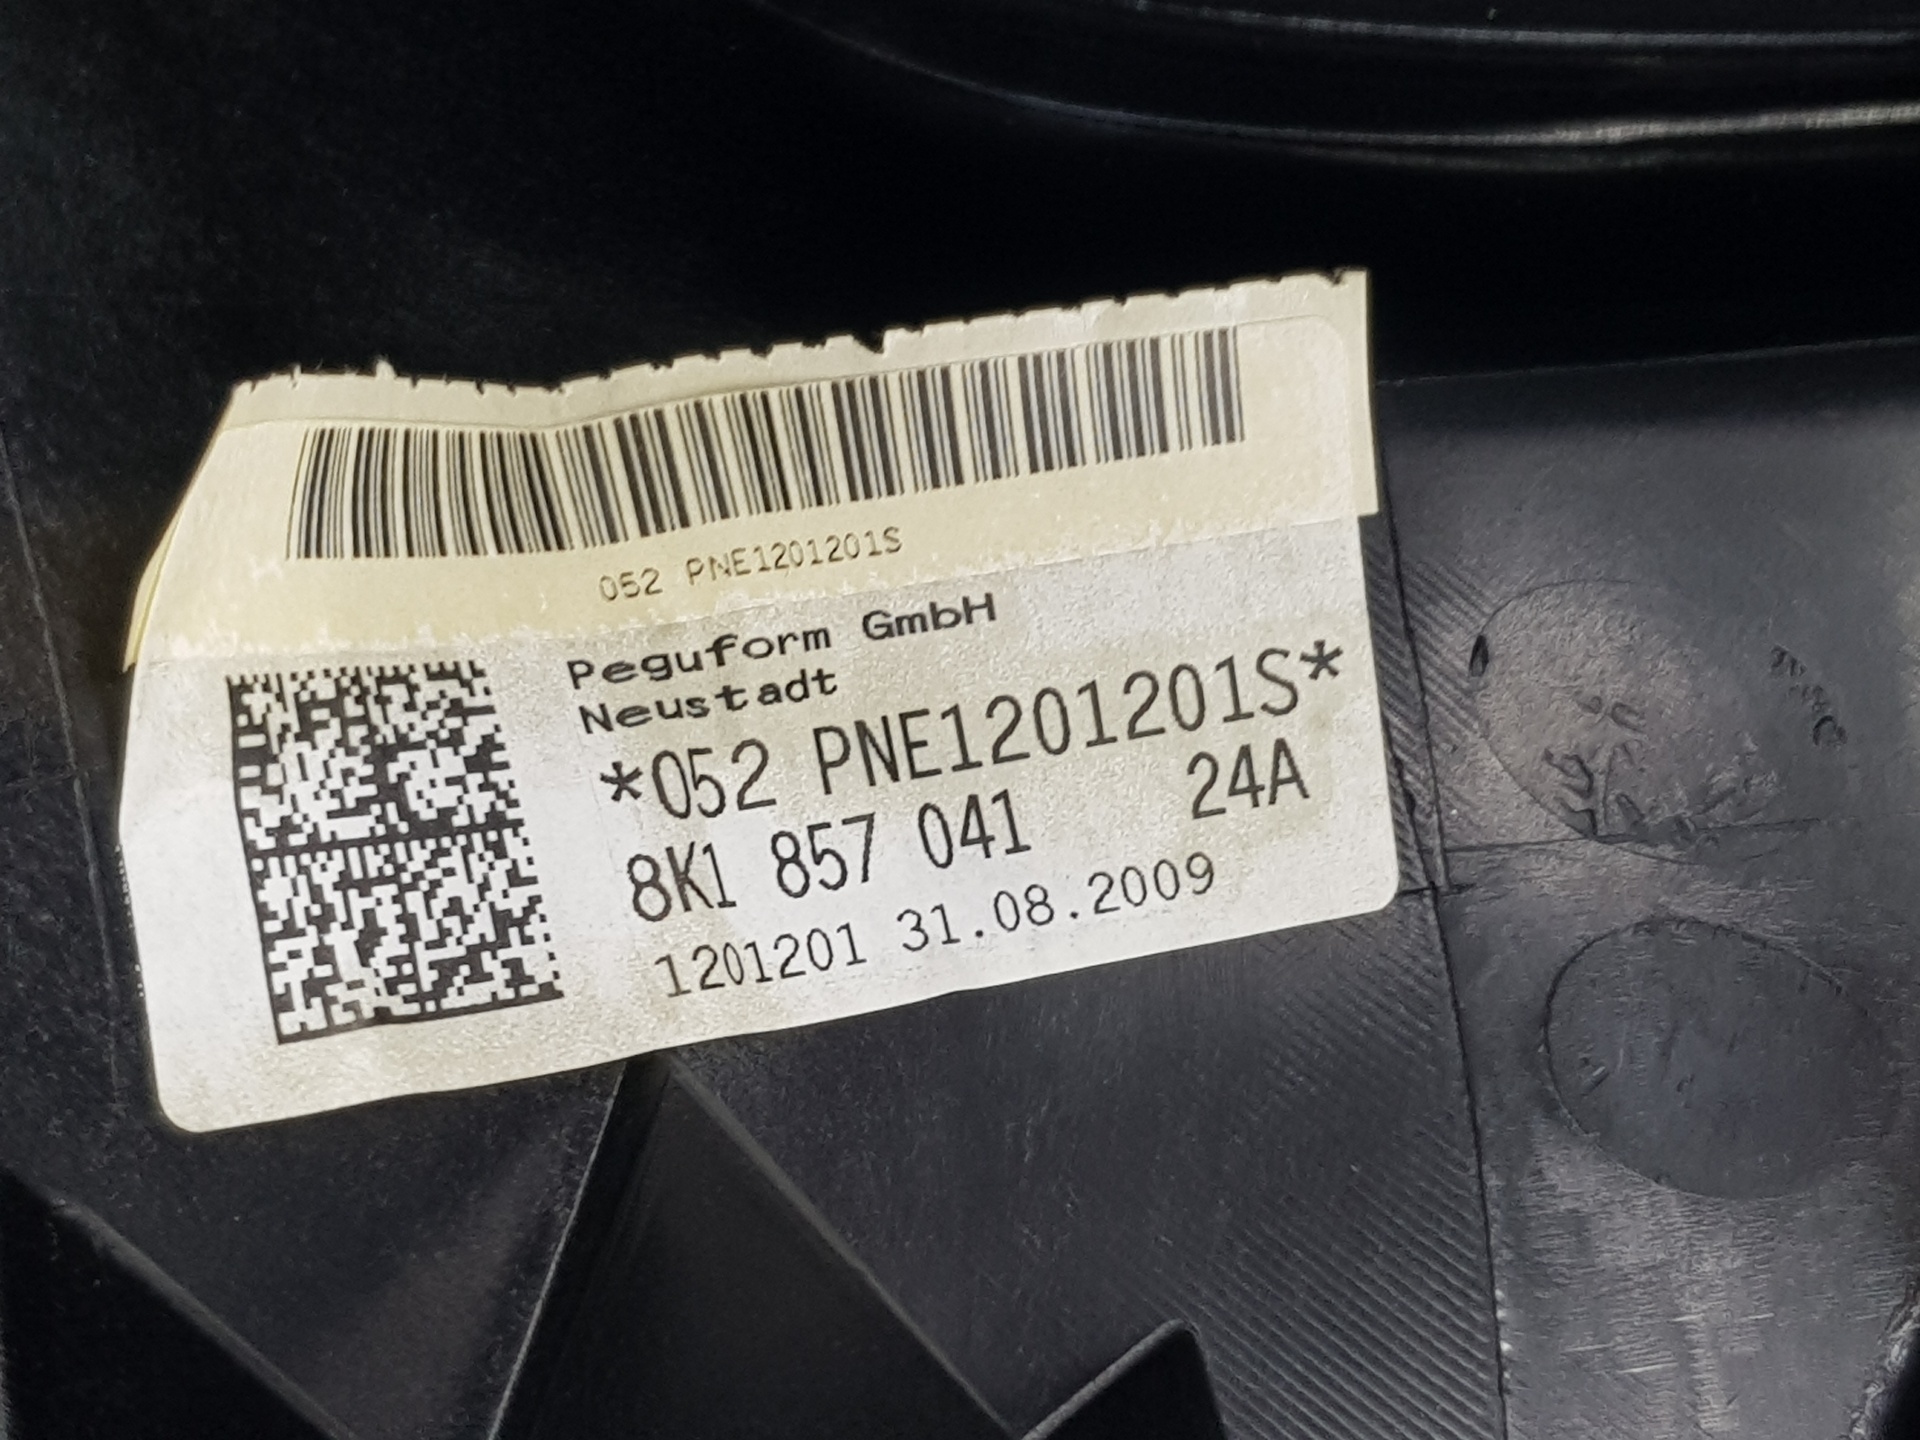 052 PNE1201201S
Peguform GmbH
Neustadt
*052 PNE1201201S*
8K1 857 041 24A
1201201 31.08.2009